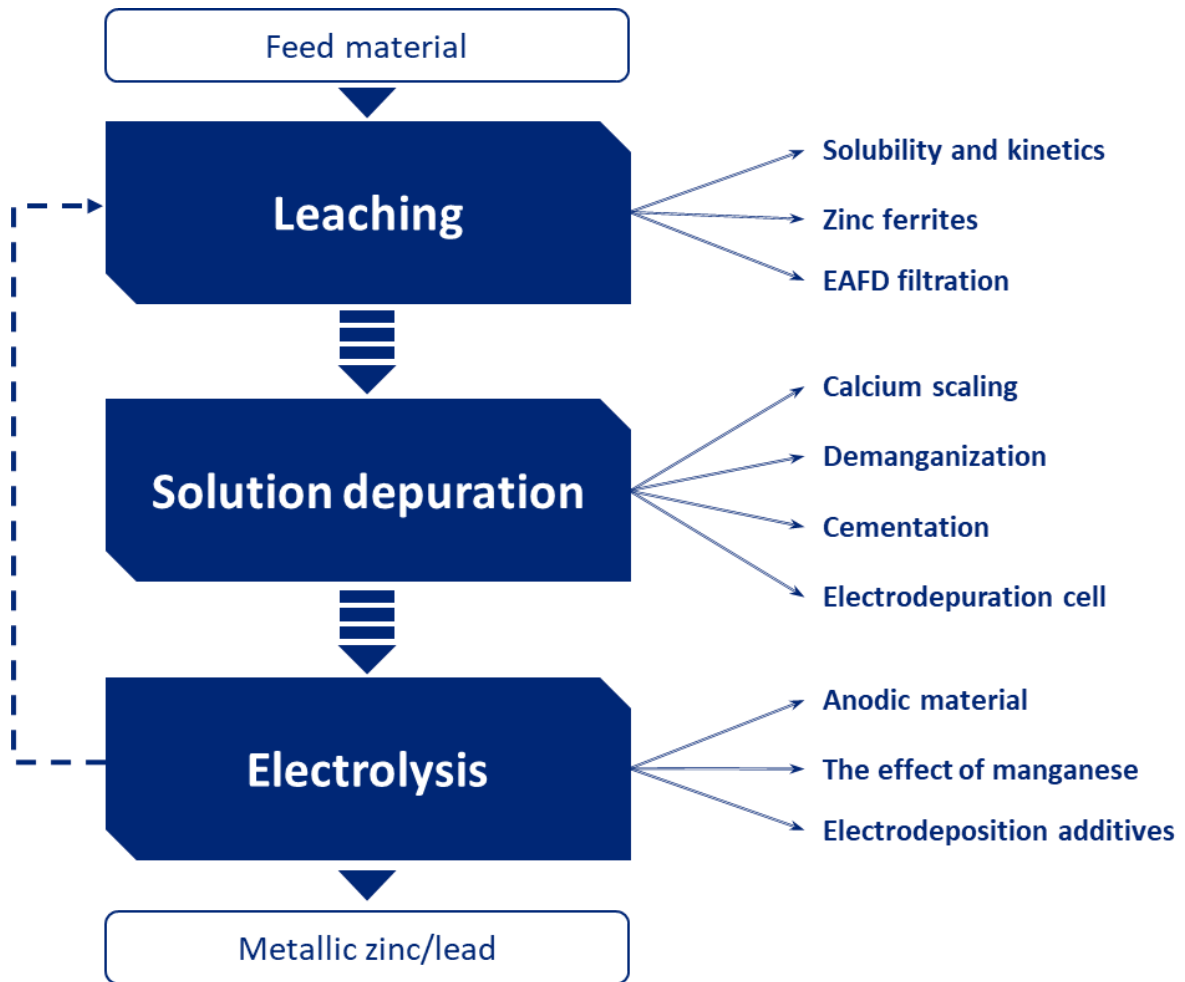 Feed material
Leaching
Solubility and kinetics
Zinc ferrites
EAFD filtration
Solution depuration
Calcium scaling
Demanganization
Cementation
Electrodepuration cell
Electrolysis
Anodic material
The effect of manganese
Electrodeposition additives
Metallic zinc/lead